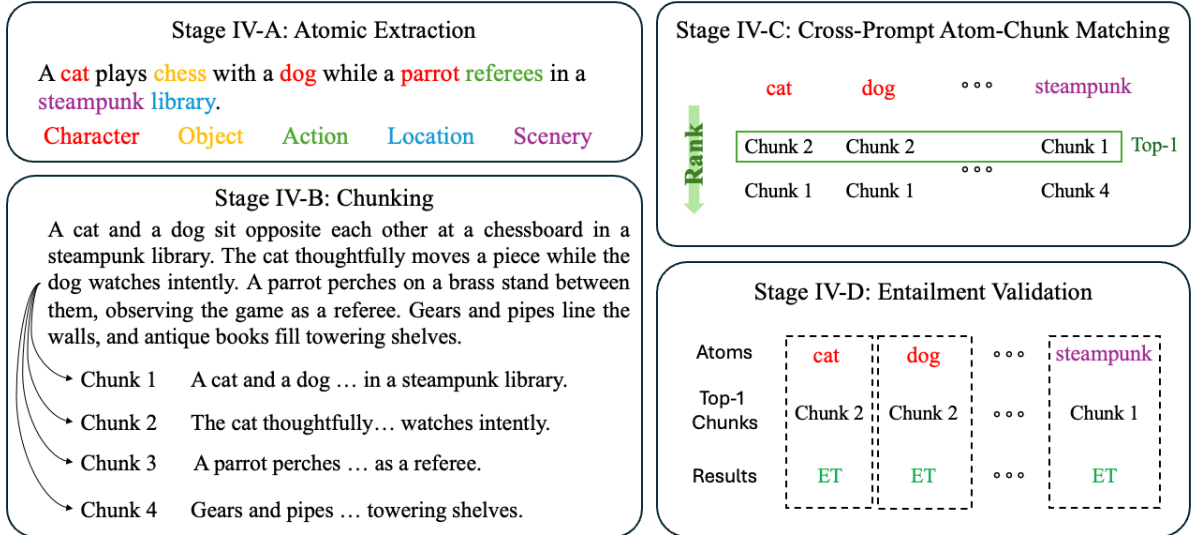 Stage IV-A: Atomic Extraction
A cat plays chess with a dog while a parrot referees in a
steampunk library.
Character Object Action Location Scenery
Stage IV-B: Chunking
A cat and a dog sit opposite each other at a chessboard in a
steampunk library. The cat thoughtfully moves a piece while the
dog watches intently. A parrot perches on a brass stand between
them, observing the game as a referee. Gears and pipes line the
walls, and antique books fill towering shelves.
Chunk 1 A cat and a dog … in a steampunk library.
Chunk 2 The cat thoughtfully… watches intently.
Chunk 3 A parrot perches … as a referee.
Chunk 4 Gears and pipes … towering shelves.
Stage IV-C: Cross-Prompt Atom-Chunk Matching
cat dog steampunk
Rank
Chunk 2 Chunk 2 Chunk 1 Top-1
Chunk 1 Chunk 1 Chunk 4
Stage IV-D: Entailment Validation
Atoms cat dog steampunk
Top-1
Chunks Chunk 2 Chunk 2 Chunk 1
Results ET ET ET